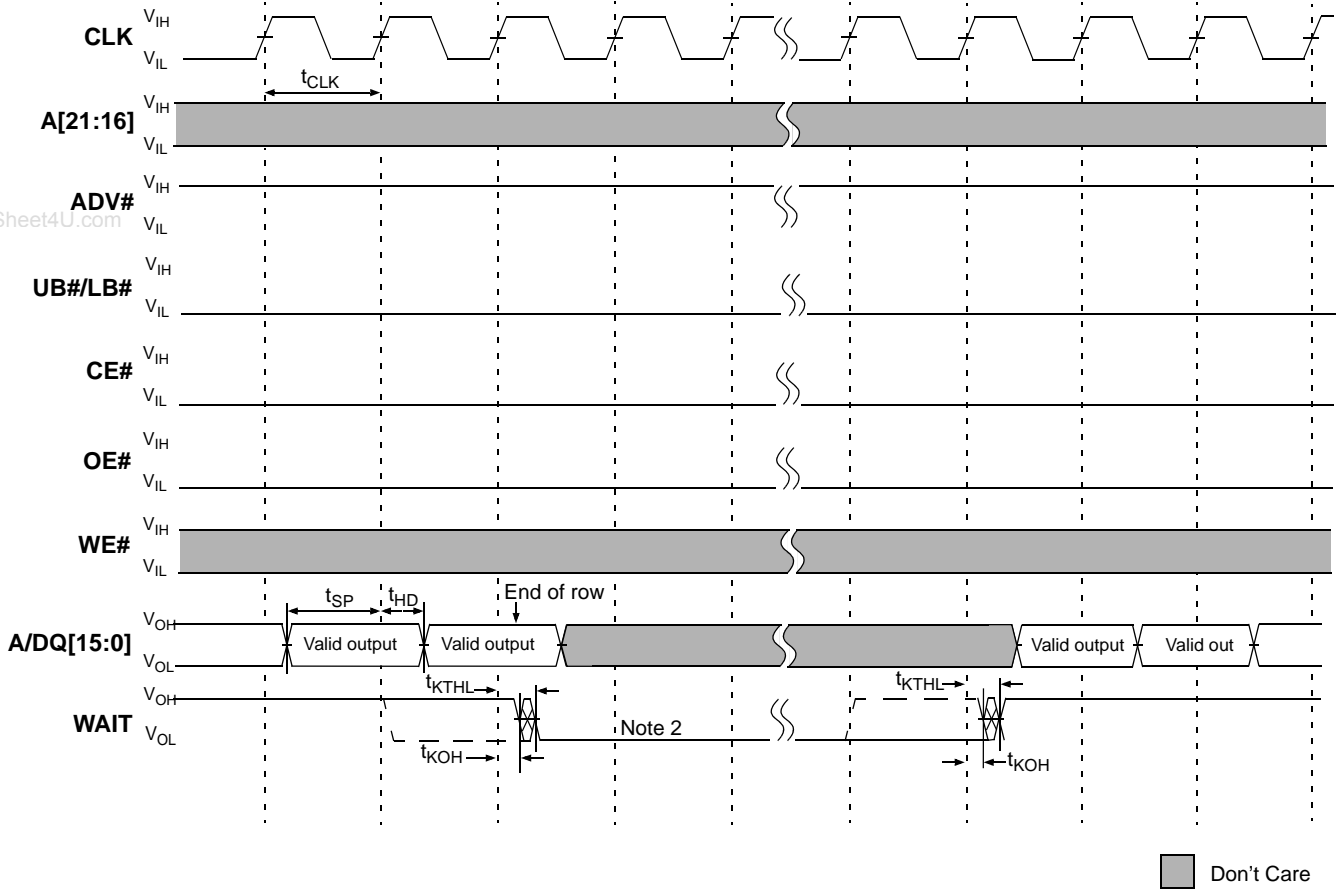 CLK
VIH
VIL
tCLK
A[21:16]
VIH
VIL
ADV#
VIH
VIL
Sheet4U.com
UB#/LB#
VIH
VIL
CE#
VIH
VIL
OE#
VIH
VIL
WE#
VIH
VIL
tSP
tHD
End of row
A/DQ[15:0]
VOH
VOL
Valid output
Valid output
Valid output
Valid out
WAIT
VOH
VOL
tKTHL
tKTHL
Note 2
tKOH
tKOH
Don't Care